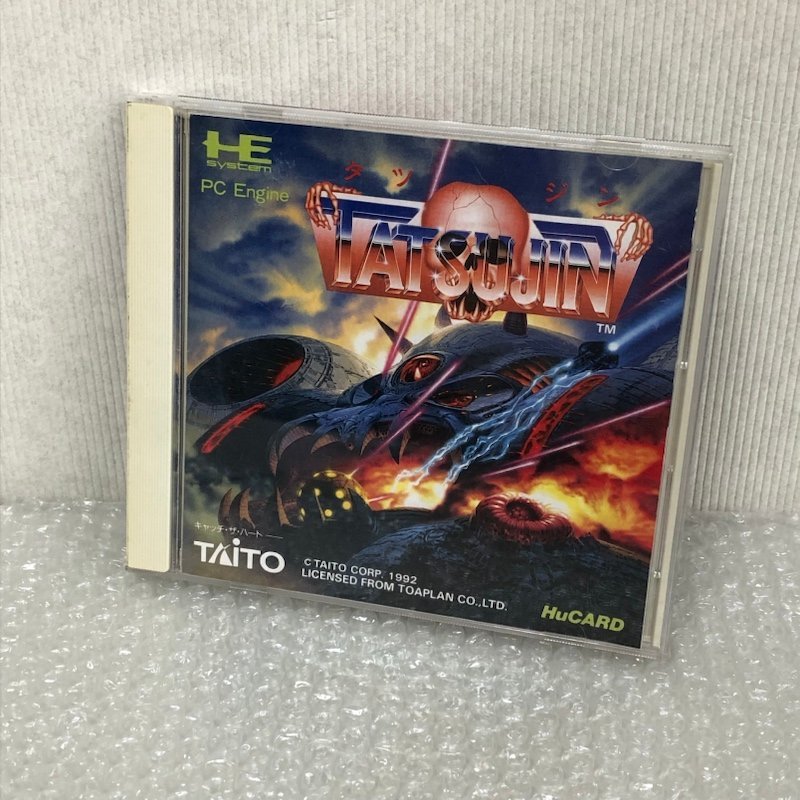 HE
system
PC Engine
タツジン
TATSUJIN
TM
キャッチ・ザ・ハート
TAITO
© TAITO CORP. 1992
LICENSED FROM TOAPLAN CO.,LTD.
HuCARD